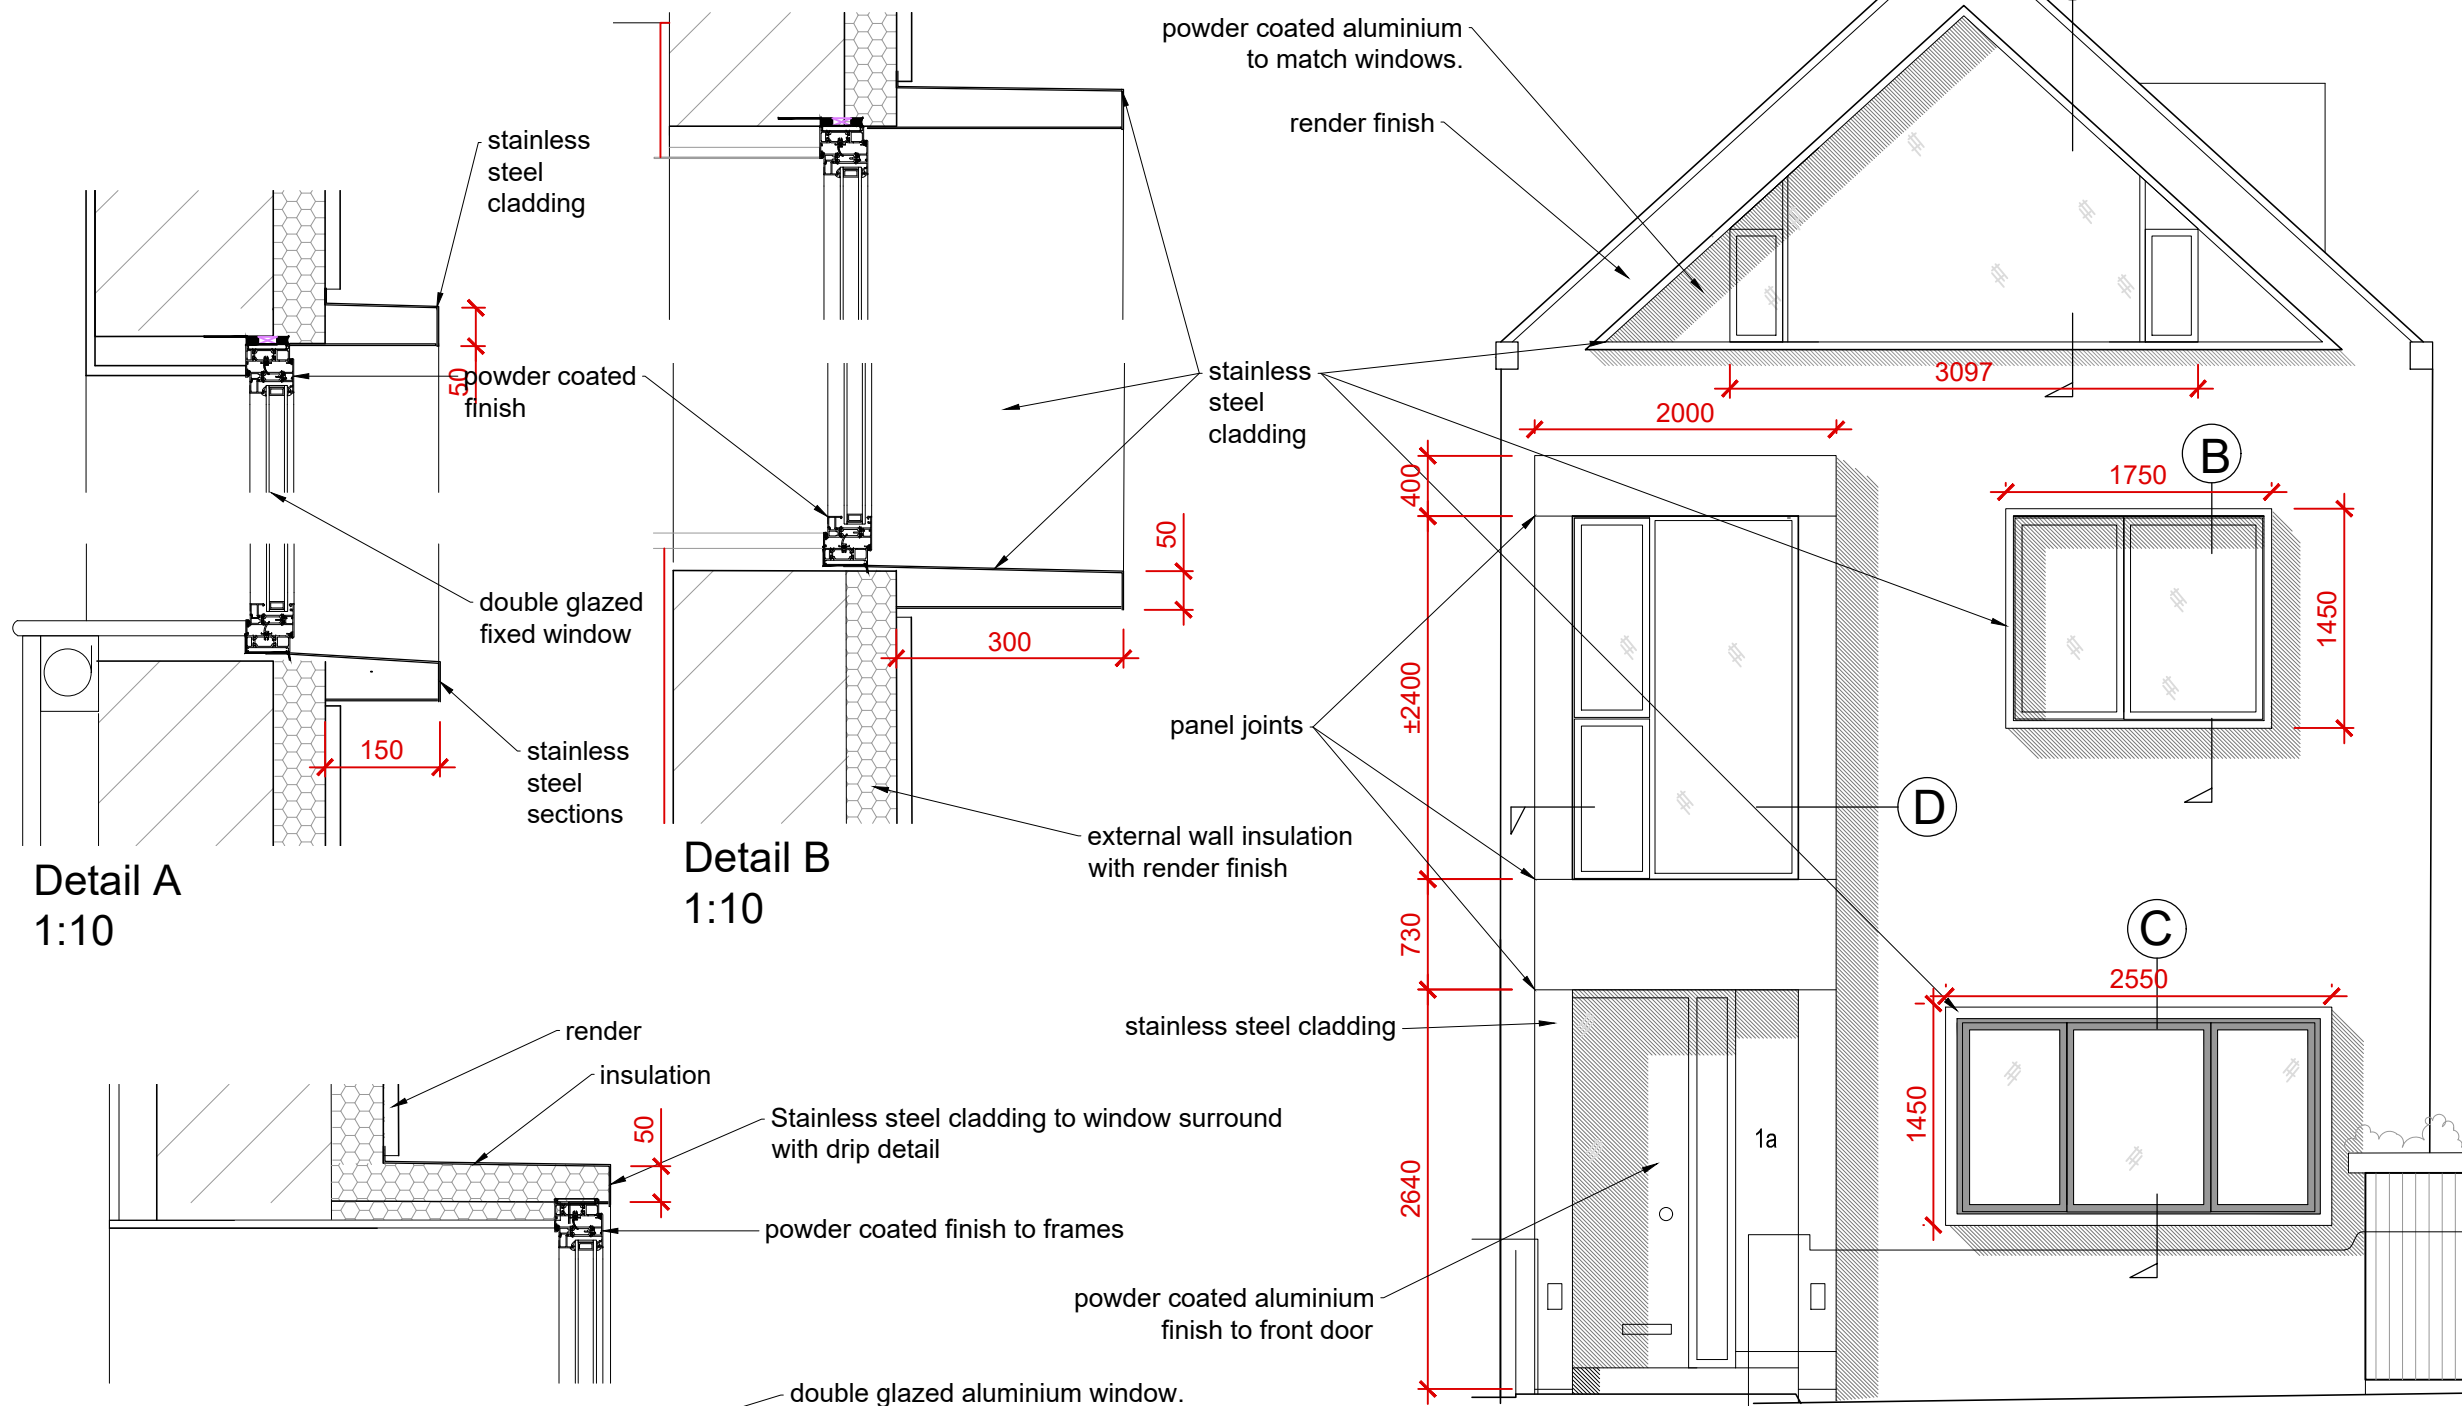 powder coated aluminium
to match windows.
render finish
stainless
steel
cladding
50
powder coated
finish
double glazed
fixed window
150
stainless
steel
sections
Detail A
1:10
stainless
steel
cladding
50
300
external wall insulation
with render finish
Detail B
1:10
panel joints
stainless steel cladding
powder coated aluminium
finish to front door
render
insulation
Stainless steel cladding to window surround
with drip detail
50
powder coated finish to frames
double glazed aluminium window.
3097
2000
400
±2400
730
2640
B
1750
1450
D
C
2550
1450
1a